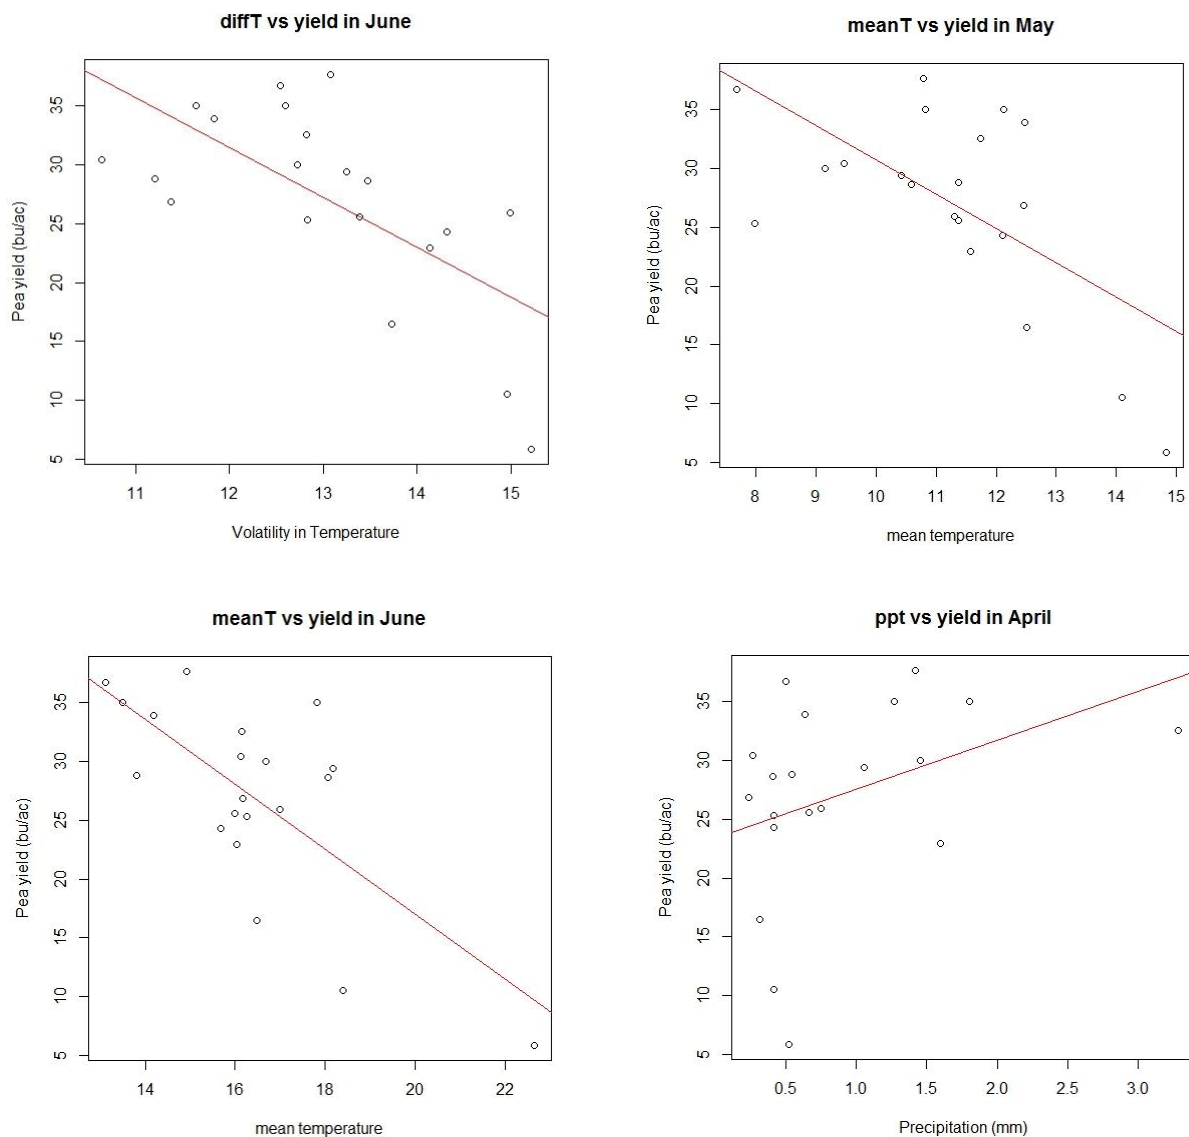 diffT vs yield in June
Pea yield (bu/ac)
35
30
25
20
15
10
5
11 12 13 14 15
Volatility in Temperature
meanT vs yield in May
Pea yield (bu/ac)
35
30
25
20
15
10
5
8 9 10 11 12 13 14 15
mean temperature
meanT vs yield in June
Pea yield (bu/ac)
35
30
25
20
15
10
5
14 16 18 20 22
mean temperature
ppt vs yield in April
Pea yield (bu/ac)
35
30
25
20
15
10
5
0.5 1.0 1.5 2.0 2.5 3.0
Precipitation (mm)